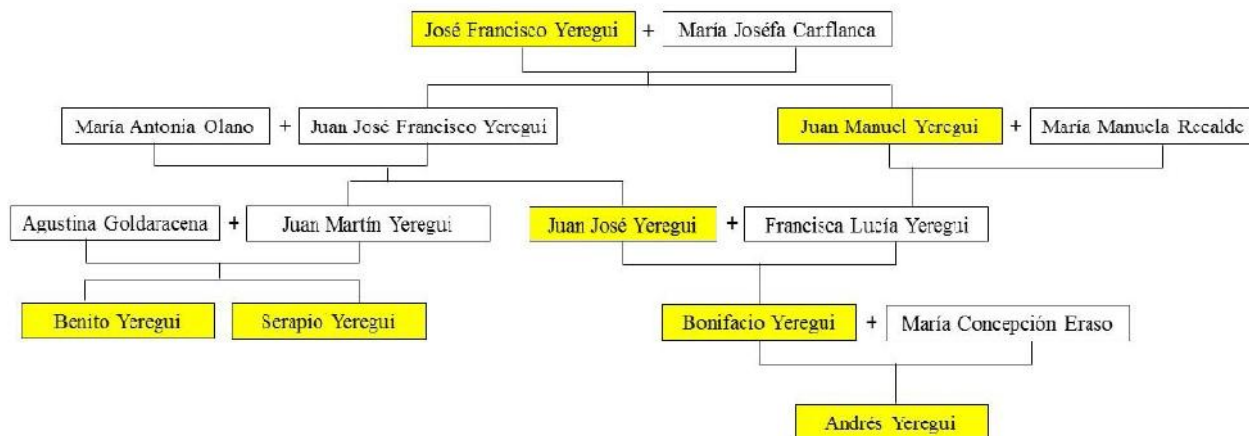 José Francisco Yeregui + María Joséfa Canflanca
María Antonia Olano + Juan José Francisco Yeregui Juan Manuel Yeregui + María Manuela Recalde
Agustina Goldaracena + Juan Martín Yeregui Juan José Yeregui + Francisca Lucía Yeregui
Benito Yeregui Serapio Yeregui Bonifacio Yeregui + María Concepción Eraso
Andrés Yeregui